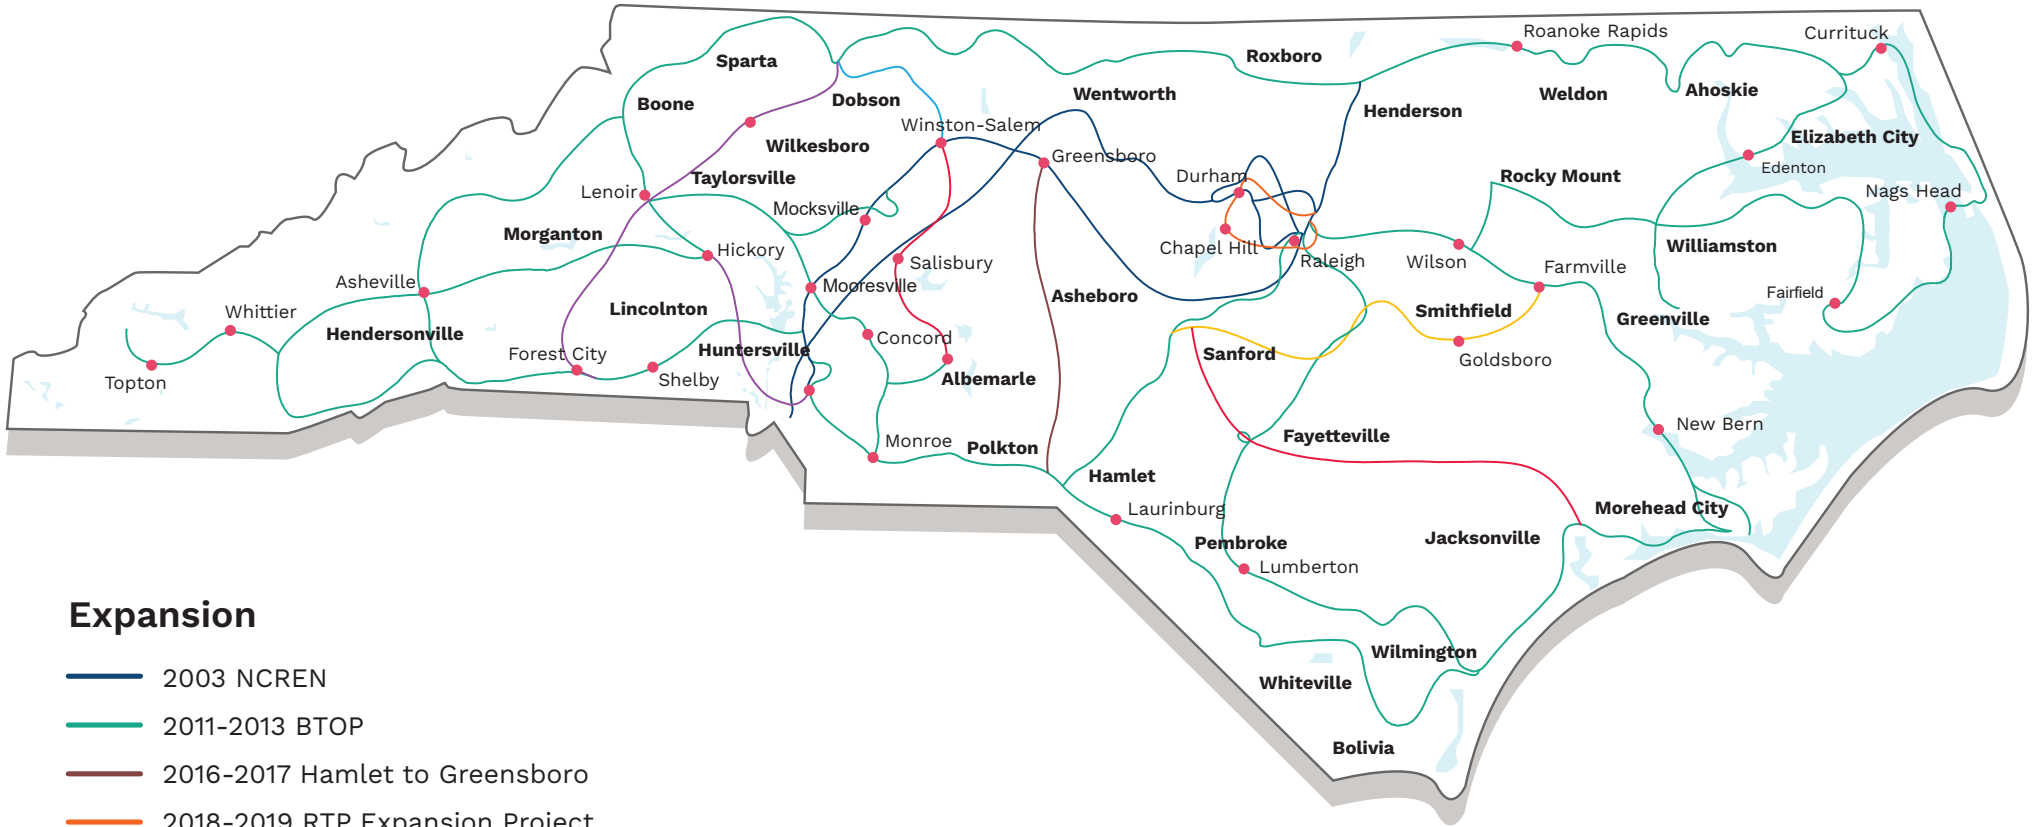 Roanoke Rapids
Currituck
Sparta
Roxboro
Boone
Dobson
Wentworth
Henderson
Weldon
Ahoskie
Winston-Salem
Elizabeth City
Wilkesboro
Greensboro
Edenton
Lenoir
Taylorsville
Durham
Rocky Mount
Nags Head
Mocksville
Morganton
Hickory
Chapel Hill
Raleigh
Wilson
Williamston
Salisbury
Farmville
Asheville
Mooresville
Asheboro
Fairfield
Whittier
Lincolnton
Smithfield
Greenville
Hendersonville
Concord
Forest City
Huntersville
Sanford
Goldsboro
Topton
Shelby
Albemarle
Monroe
Polkton
Fayetteville
New Bern
Hamlet
Laurinburg
Morehead City
Pembroke
Jacksonville
Lumberton
Wilmington
Whiteville
Bolivia
Expansion
2003 NCREN
2011-2013 BTOP
2016-2017 Hamlet to Greensboro
2018-2019 RTP Expansion Project